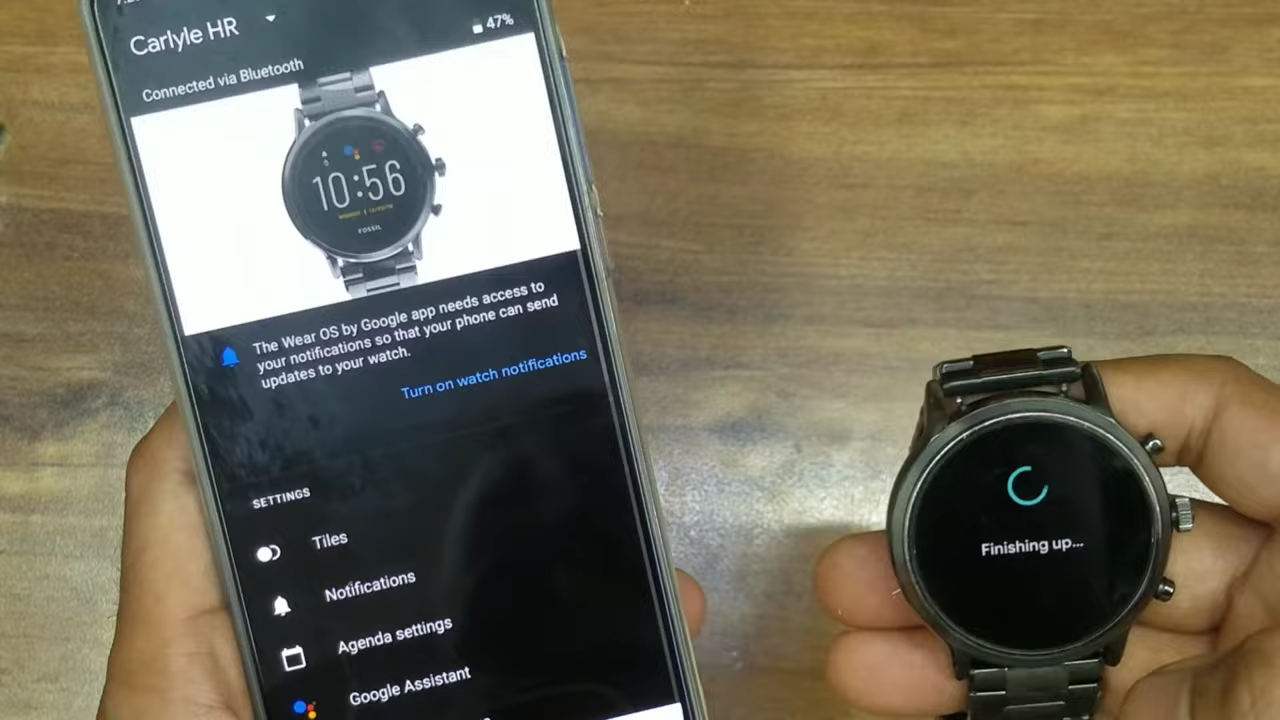 Carlyle HR
47%
Connected via Bluetooth
10:56
FOSSIL
The Wear OS by Google app needs access to
your notifications so that your phone can send
updates to your watch.
Turn on watch notifications
SETTINGS
Tiles
Notifications
Agenda settings
Google Assistant
Finishing up...